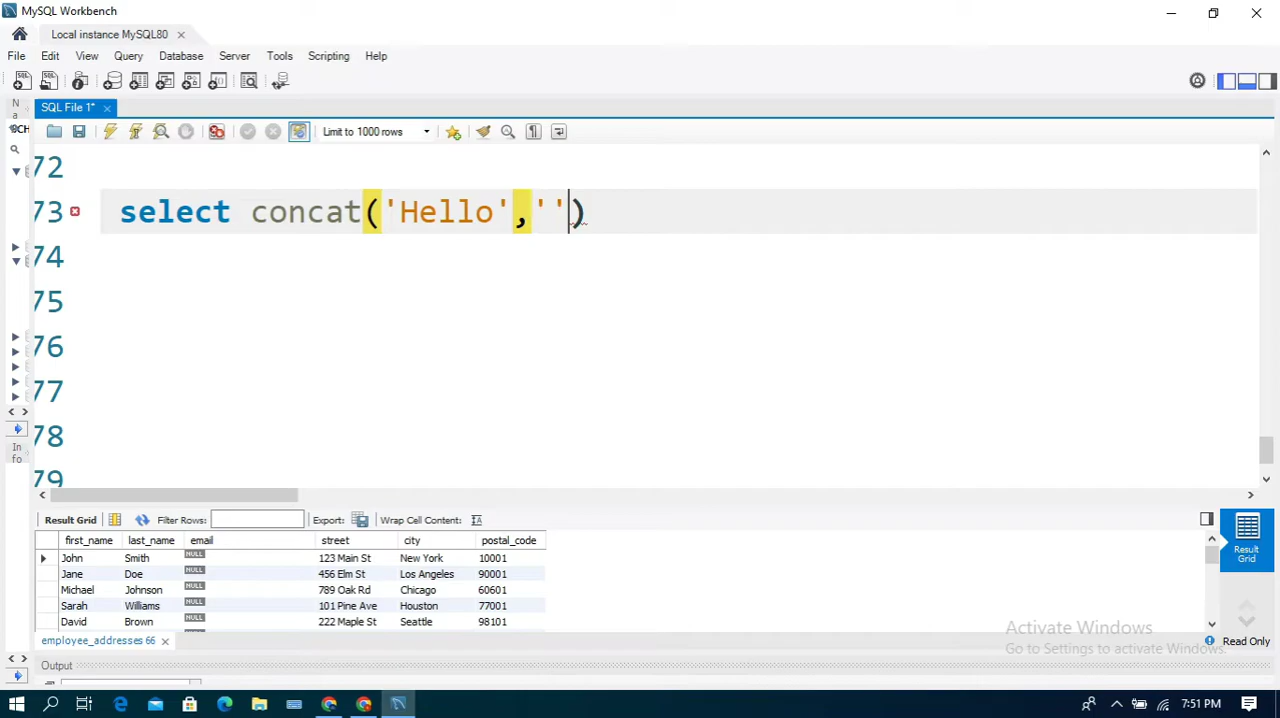 MySQL Workbench
Local instance MySQL80
File Edit View Query Database Server Tools Scripting Help
SQL File 1*
Limit to 1000 rows
72
73 select concat('Hello','')
74
75
76
77
78
79
Result Grid Filter Rows: Export: Wrap Cell Content:
first_name last_name email street city postal_code
John Smith NULL 123 Main St New York 10001
Jane Doe NULL 456 Elm St Los Angeles 90001
Michael Johnson NULL 789 Oak Rd Chicago 60601
Sarah Williams NULL 101 Pine Ave Houston 77001
David Brown NULL 222 Maple St Seattle 98101
Result
Grid
Activate Windows
Go to Settings to activate Windows.
employee_addresses 66
Read Only
Output
7:51 PM